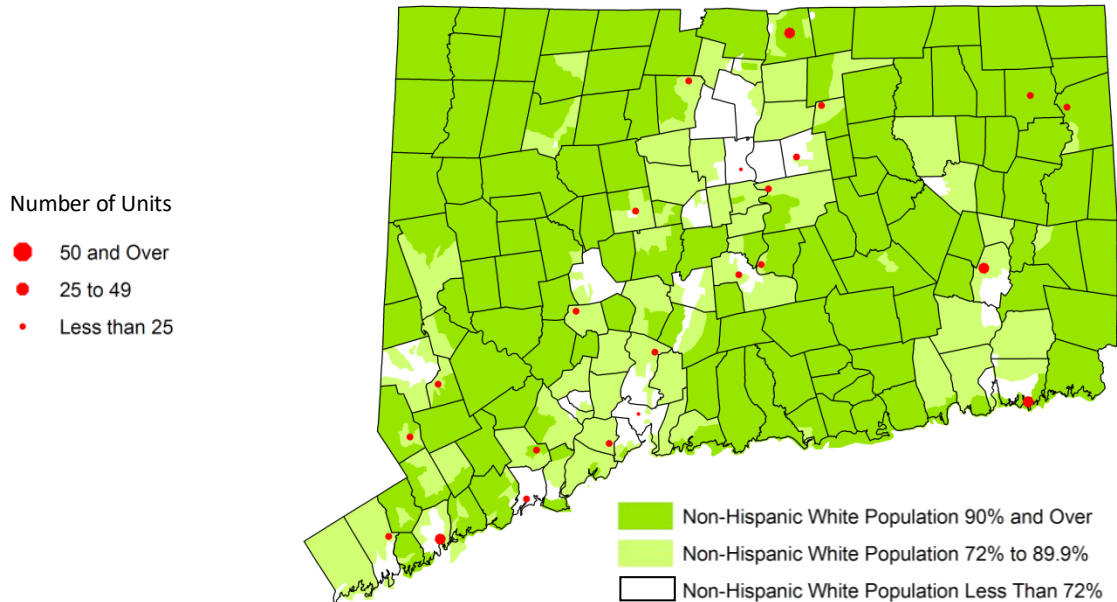 Number of Units
50 and Over
25 to 49
Less than 25
Non-Hispanic White Population 90% and Over
Non-Hispanic White Population 72% to 89.9%
Non-Hispanic White Population Less Than 72%